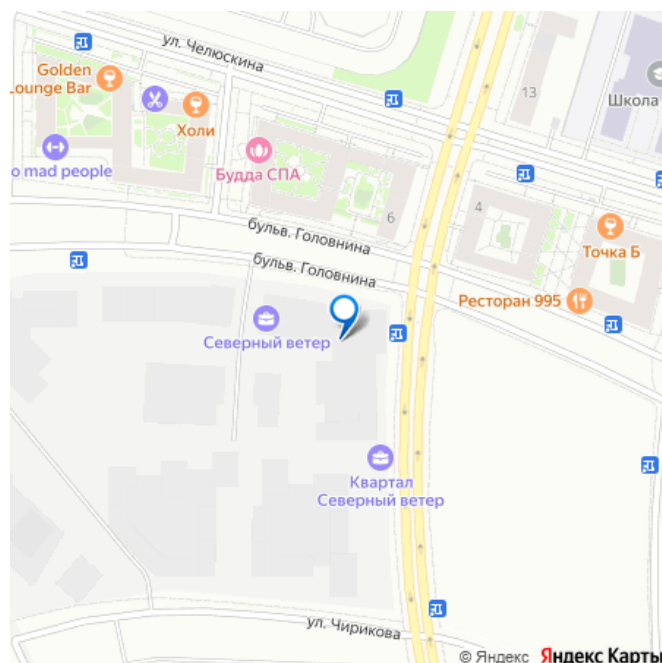 ул. Челюскина
Golden
Lounge Bar
Холи
o mad people
Будда СПА
6
13
Школа
4
Точка Б
бульв. Головнина
бульв. Головнина
Ресторан 995
Северный ветер
Квартал
Северный ветер
ул. Чирикова
© Яндекс Яндекс Карты